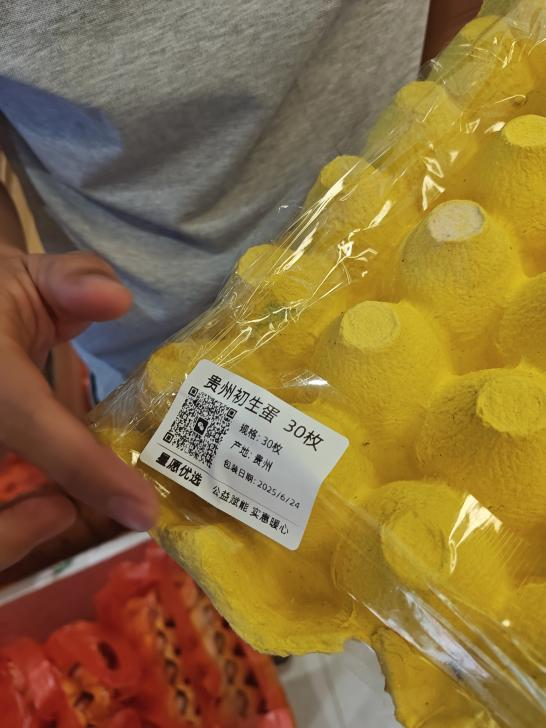 贵州初生蛋 30枚
规格: 30枚
产地: 贵州
包装日期: 2025/6/24
星愿优选
公益赋能 实惠暖心